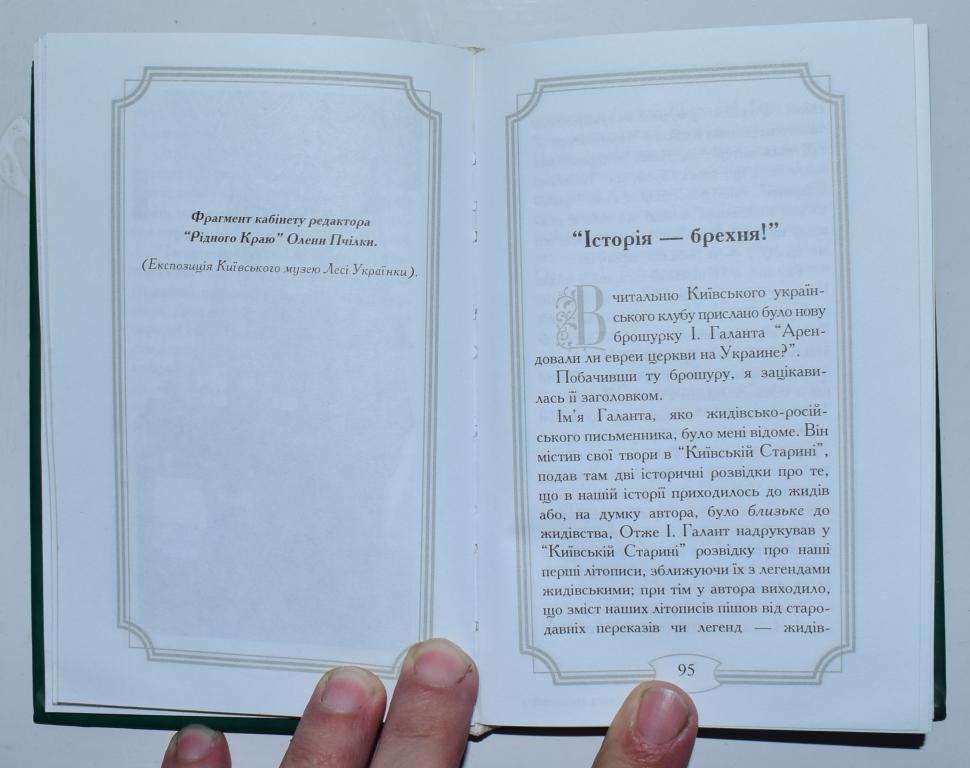 Фрагмент кабінету редактора
“Рідного Краю” Олени Пчілки.
(Експозиція Київського музею Лесі Українки).
“Історія — брехня!”
В читальню Київського україн-
ського клубу прислано було нову
брошурку І. Галанта “Арен-
довали ли евреи церкви на Украине?”.
Побачивши ту брошуру, я зацікави-
лась її заголовком.
Ім’я Галанта, яко жидівсько-росій-
ського письменника, було мені відоме. Він
містив свої твори в “Київській Старині”,
подав там дві історичні розвідки про те,
що в нашій історії приходилось до жидів
або, на думку автора, було близьке до
жидівства, Отже І. Галант надрукував у
“Київській Старині” розвідку про наші
перші літописи, зближуючи їх з легендами
жидівськими; при тім у автора виходило,
що зміст наших літописів пішов від старо-
давніх переказів чи легенд — жидів-
95